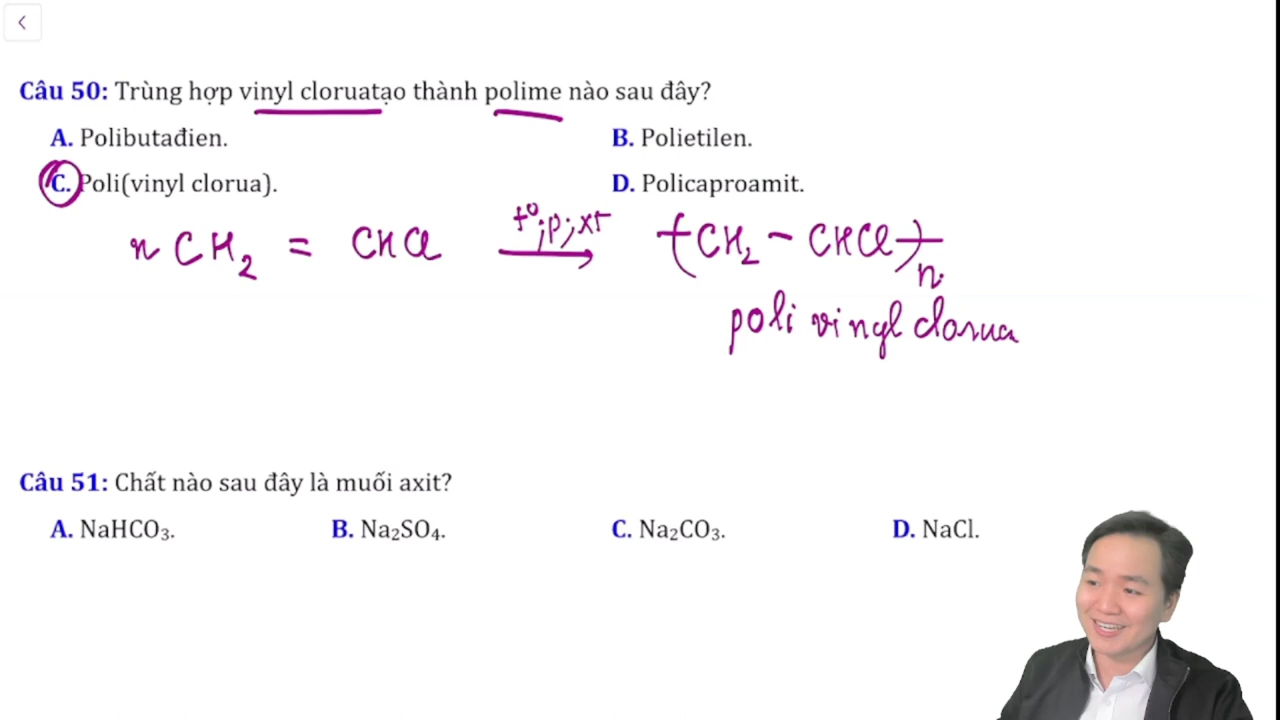 Câu 50: Trùng hợp vinyl cloruatạo thành polime nào sau đây?
A. Polibutađien. B. Polietilen.
C. Poli(vinyl clorua). D. Policaproamit.
n CH₂ = CHCl t⁰;p;xt ⟶ (CH₂ - CHCl)n
poli vinyl clorua
Câu 51: Chất nào sau đây là muối axit?
A. NaHCO₃. B. Na₂SO₄. C. Na₂CO₃. D. NaCl.